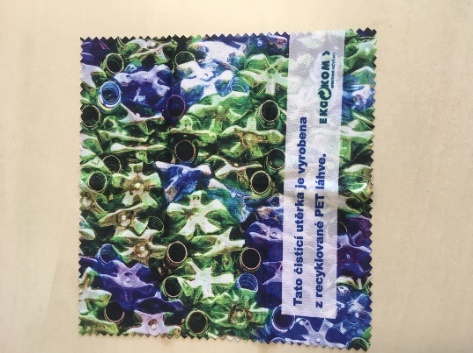 Tato čisticí utěrka je vyrobena
z recyklované PET láhve.
EKO KOM